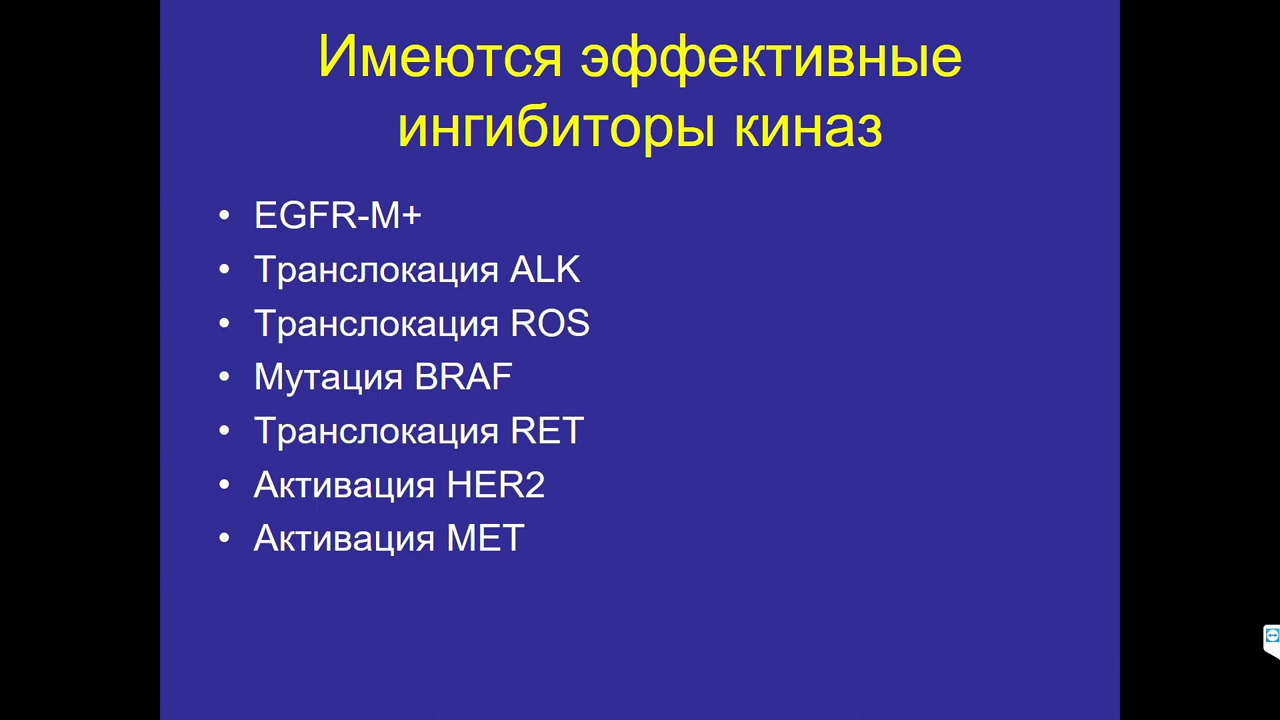 Имеются эффективные
ингибиторы киназ
• EGFR-M+
• Транслокация ALK
• Транслокация ROS
• Мутация BRAF
• Транслокация RET
• Активация HER2
• Активация MET